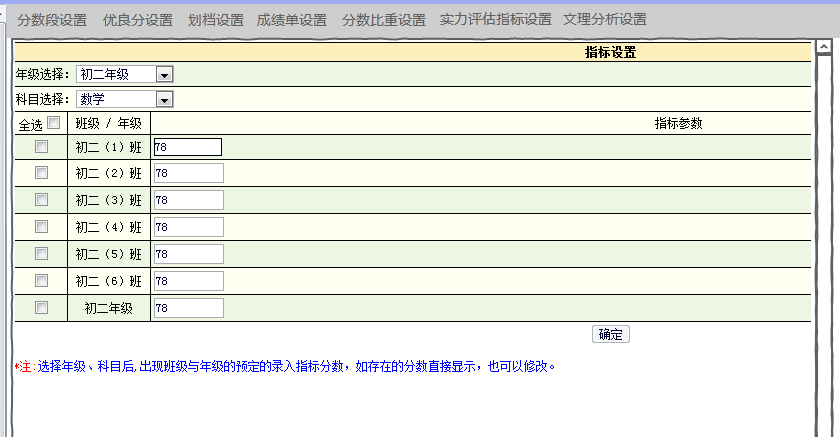 分数段设置 优良分设置 划档设置 成绩单设置 分数比重设置 实力评估指标设置 文理分析设置
指标设置
年级选择： 初二年级
科目选择： 数学
全选 班级 / 年级 指标参数
初二（1）班 78
初二（2）班 78
初二（3）班 78
初二（4）班 78
初二（5）班 78
初二（6）班 78
初二年级 78
确定
*注:选择年级、科目后,出现班级与年级的预定的录入指标分数，如存在的分数直接显示，也可以修改。